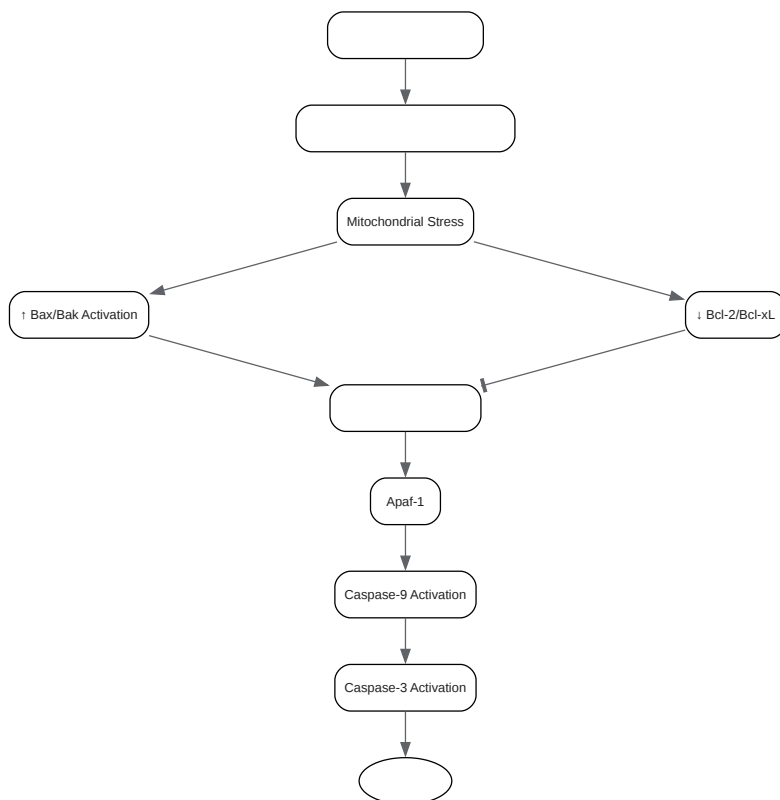 Mitochondrial Stress
↑ Bax/Bak Activation
↓ Bcl-2/Bcl-xL
Apaf-1
Caspase-9 Activation
Caspase-3 Activation